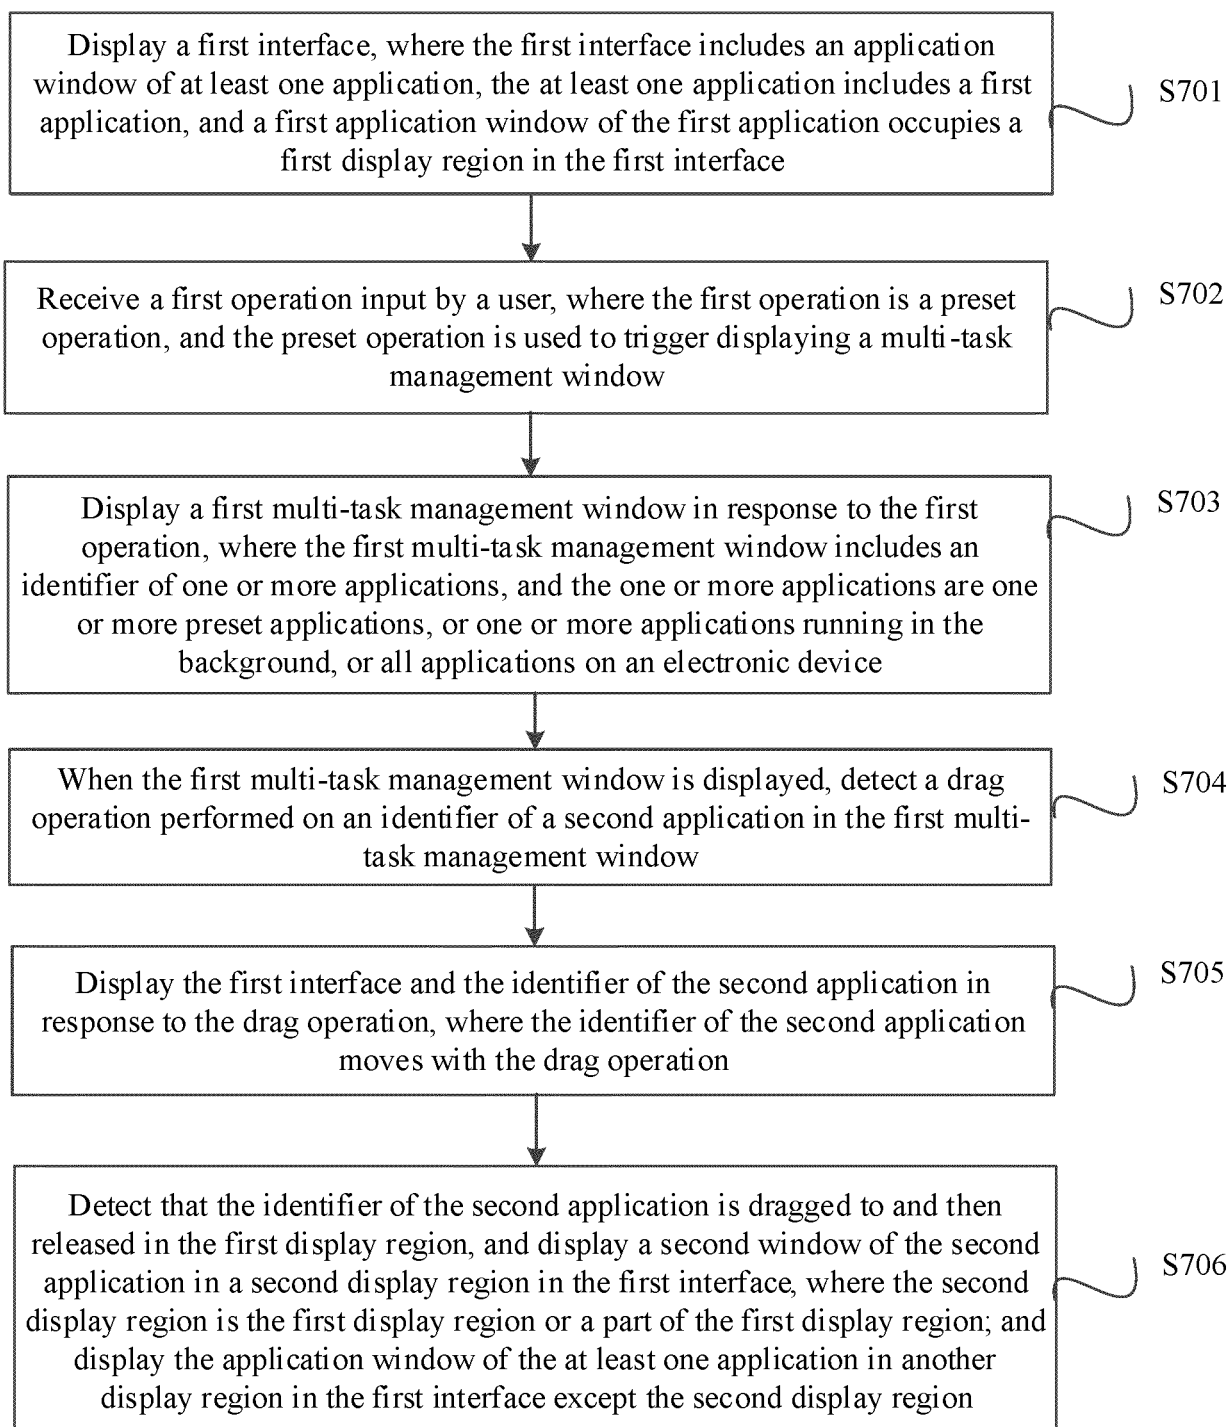 Display a first interface, where the first interface includes an application
window of at least one application, the at least one application includes a first
application, and a first application window of the first application occupies a
first display region in the first interface
S701
Receive a first operation input by a user, where the first operation is a preset
operation, and the preset operation is used to trigger displaying a multi-task
management window
S702
Display a first multi-task management window in response to the first
operation, where the first multi-task management window includes an
identifier of one or more applications, and the one or more applications are one
or more preset applications, or one or more applications running in the
background, or all applications on an electronic device
S703
When the first multi-task management window is displayed, detect a drag
operation performed on an identifier of a second application in the first multi-
task management window
S704
Display the first interface and the identifier of the second application in
response to the drag operation, where the identifier of the second application
moves with the drag operation
S705
Detect that the identifier of the second application is dragged to and then
released in the first display region, and display a second window of the second
application in a second display region in the first interface, where the second
display region is the first display region or a part of the first display region; and
display the application window of the at least one application in another
display region in the first interface except the second display region
S706